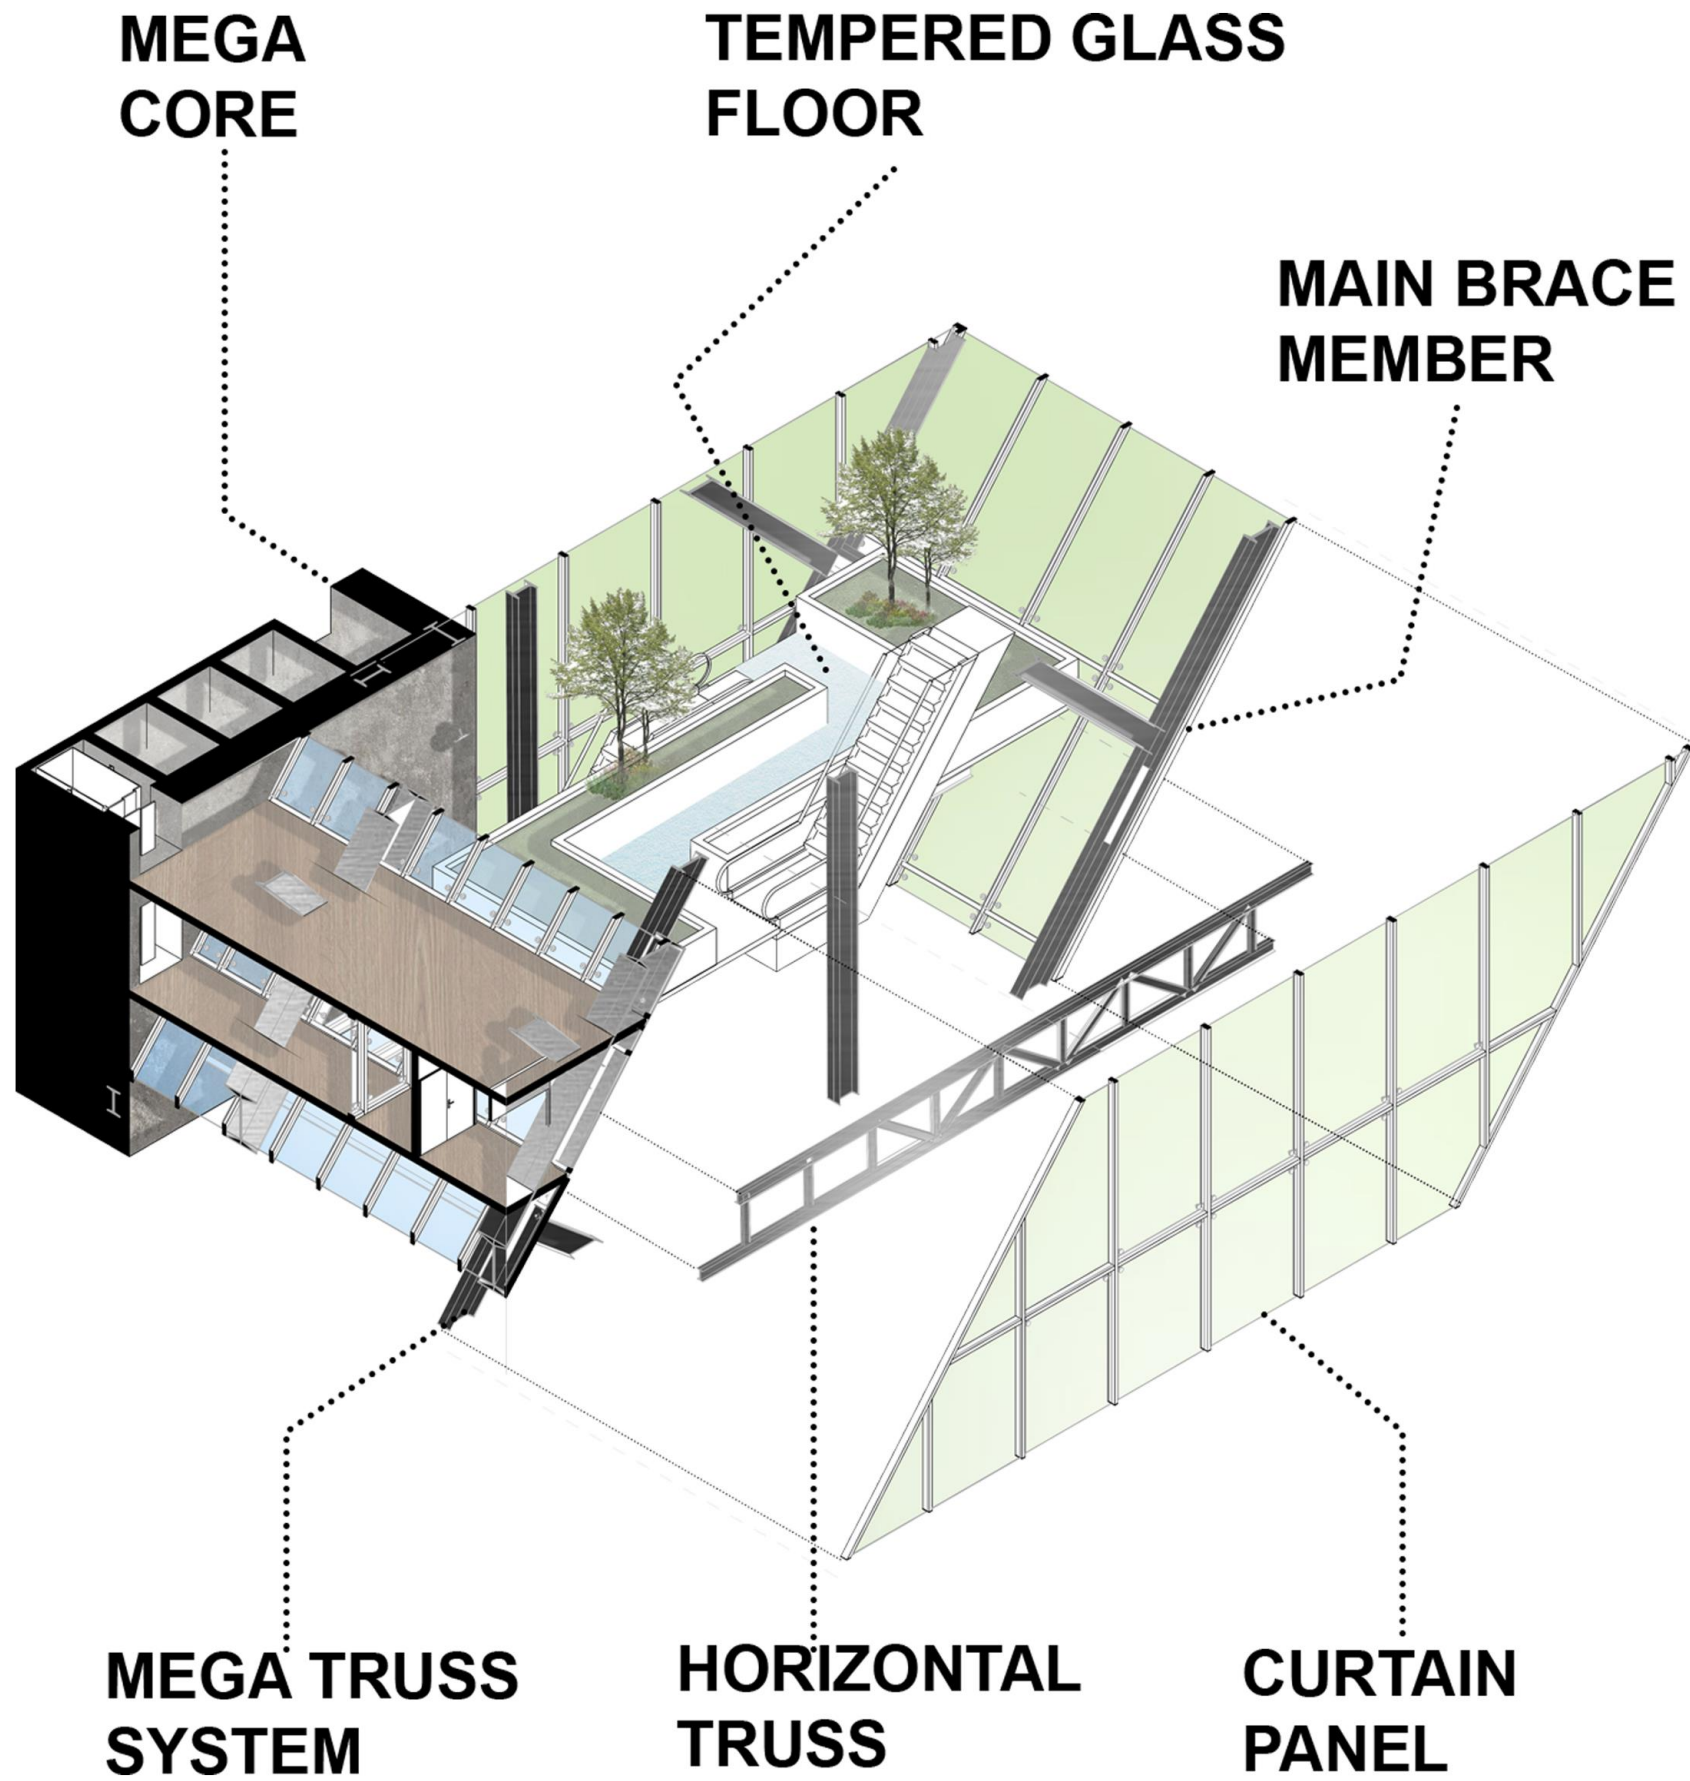 MEGA
CORE
TEMPERED GLASS
FLOOR
MAIN BRACE
MEMBER
MEGA TRUSS
SYSTEM
HORIZONTAL
TRUSS
CURTAIN
PANEL